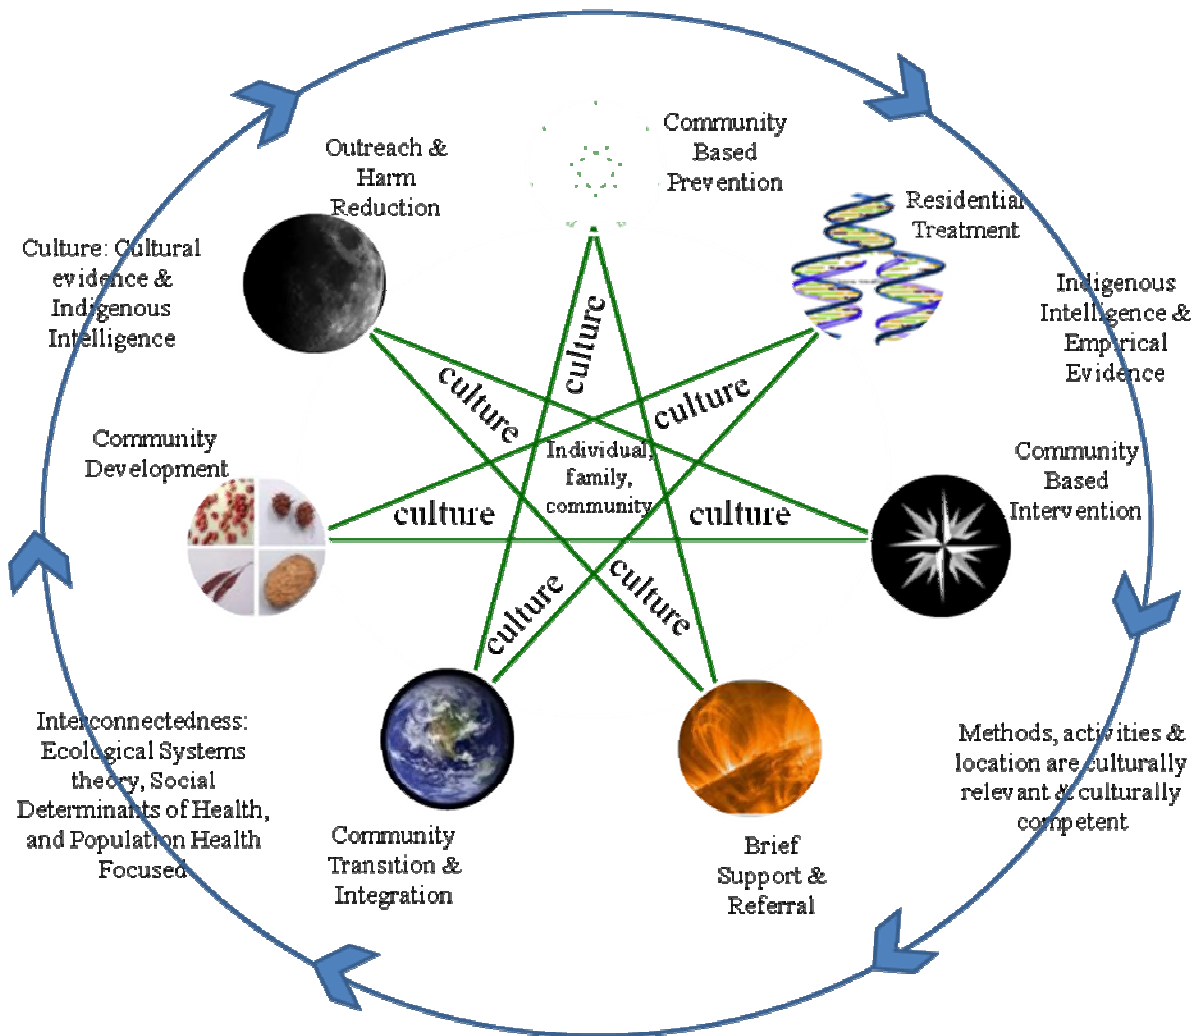 Community
Based
Prevention
Outreach &
Harm
Reduction
Residential
Treatment
Culture: Cultural
evidence &
Indigenous
Intelligence
Indigenous
Intelligence &
Empirical
Evidence
culture
culture
culture
Individual,
family,
community
Community
Development
Community
Based
Intervention
culture
culture
culture
culture
Interconnectedness:
Ecological Systems
theory, Social
Determinants of Health,
and Population Health
Focused
Methods, activities &
location are culturally
relevant & culturally
competent
Community
Transition &
Integration
Brief
Support &
Referral